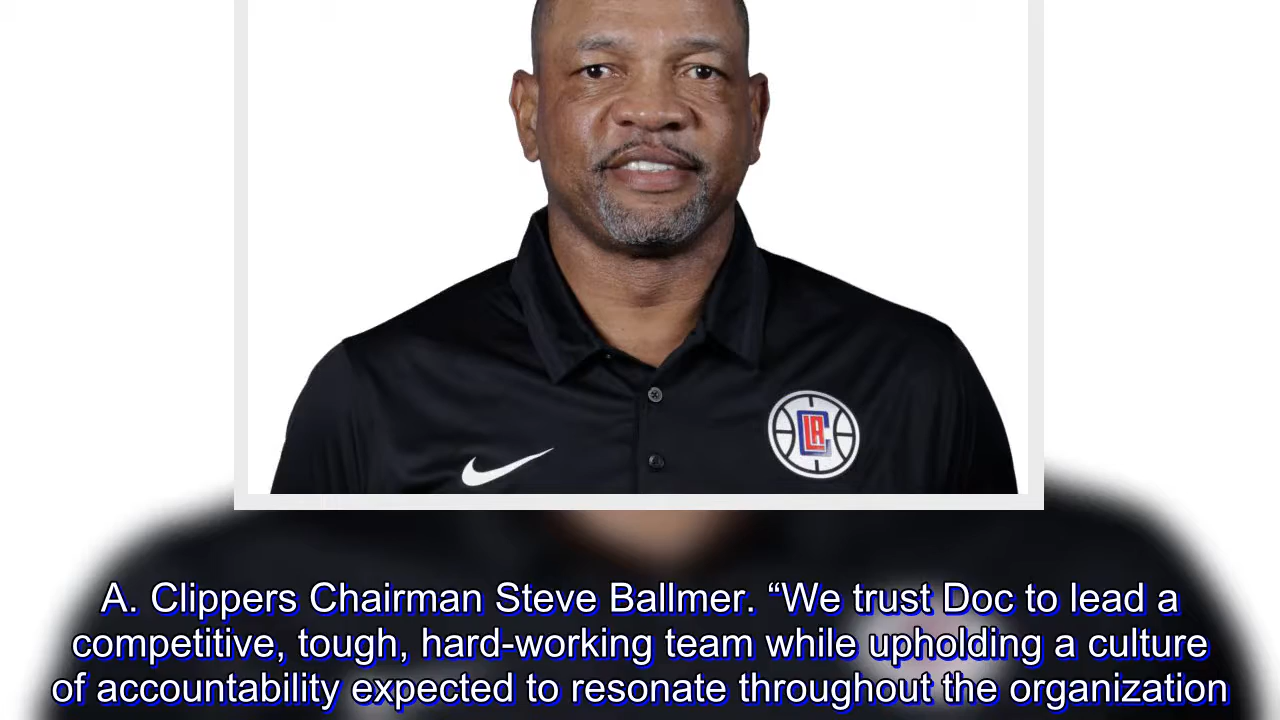 LAC
A. Clippers Chairman Steve Ballmer. “We trust Doc to lead a
competitive, tough, hard-working team while upholding a culture
of accountability expected to resonate throughout the organization